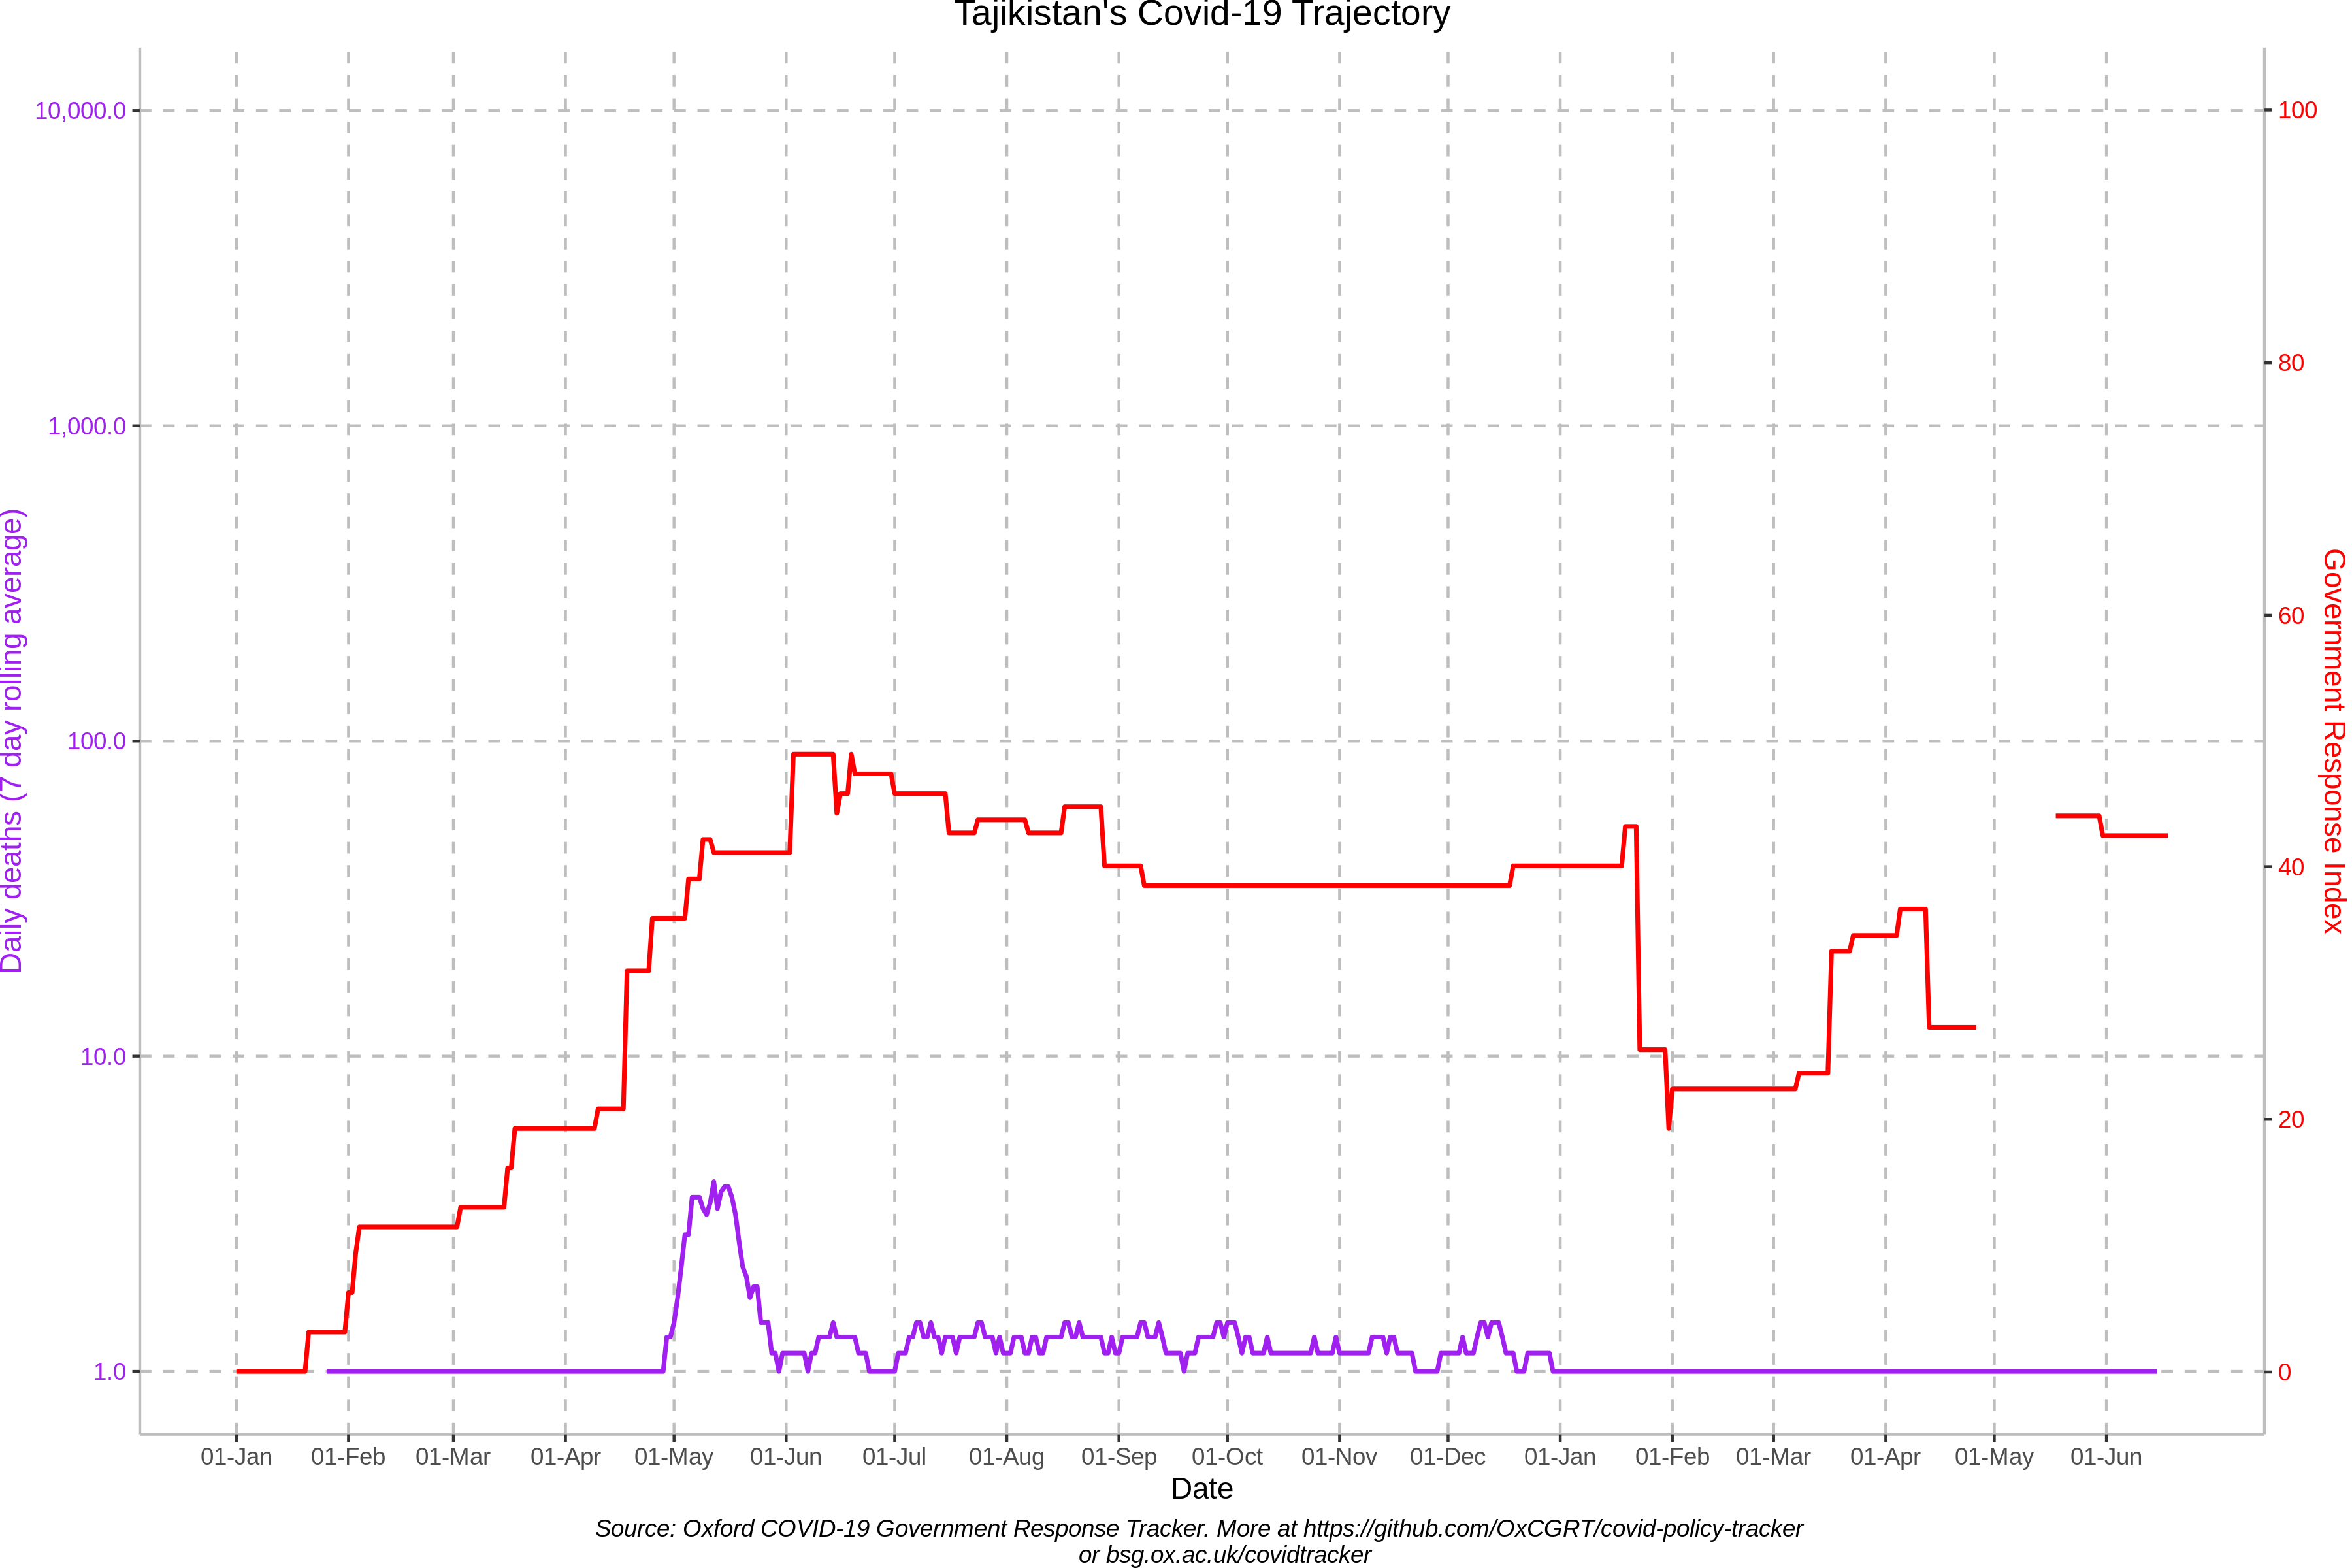 Tajikistan's Covid-19 Trajectory
10,000.0
1,000.0
100.0
10.0
1.0
Daily deaths (7 day rolling average)
100
80
60
40
20
0
Government Response Index
01-Jan 01-Feb 01-Mar 01-Apr 01-May 01-Jun 01-Jul 01-Aug 01-Sep 01-Oct 01-Nov 01-Dec 01-Jan 01-Feb 01-Mar 01-Apr 01-May 01-Jun
Date
Source: Oxford COVID-19 Government Response Tracker. More at https://github.com/OxCGRT/covid-policy-tracker
or bsg.ox.ac.uk/covidtracker